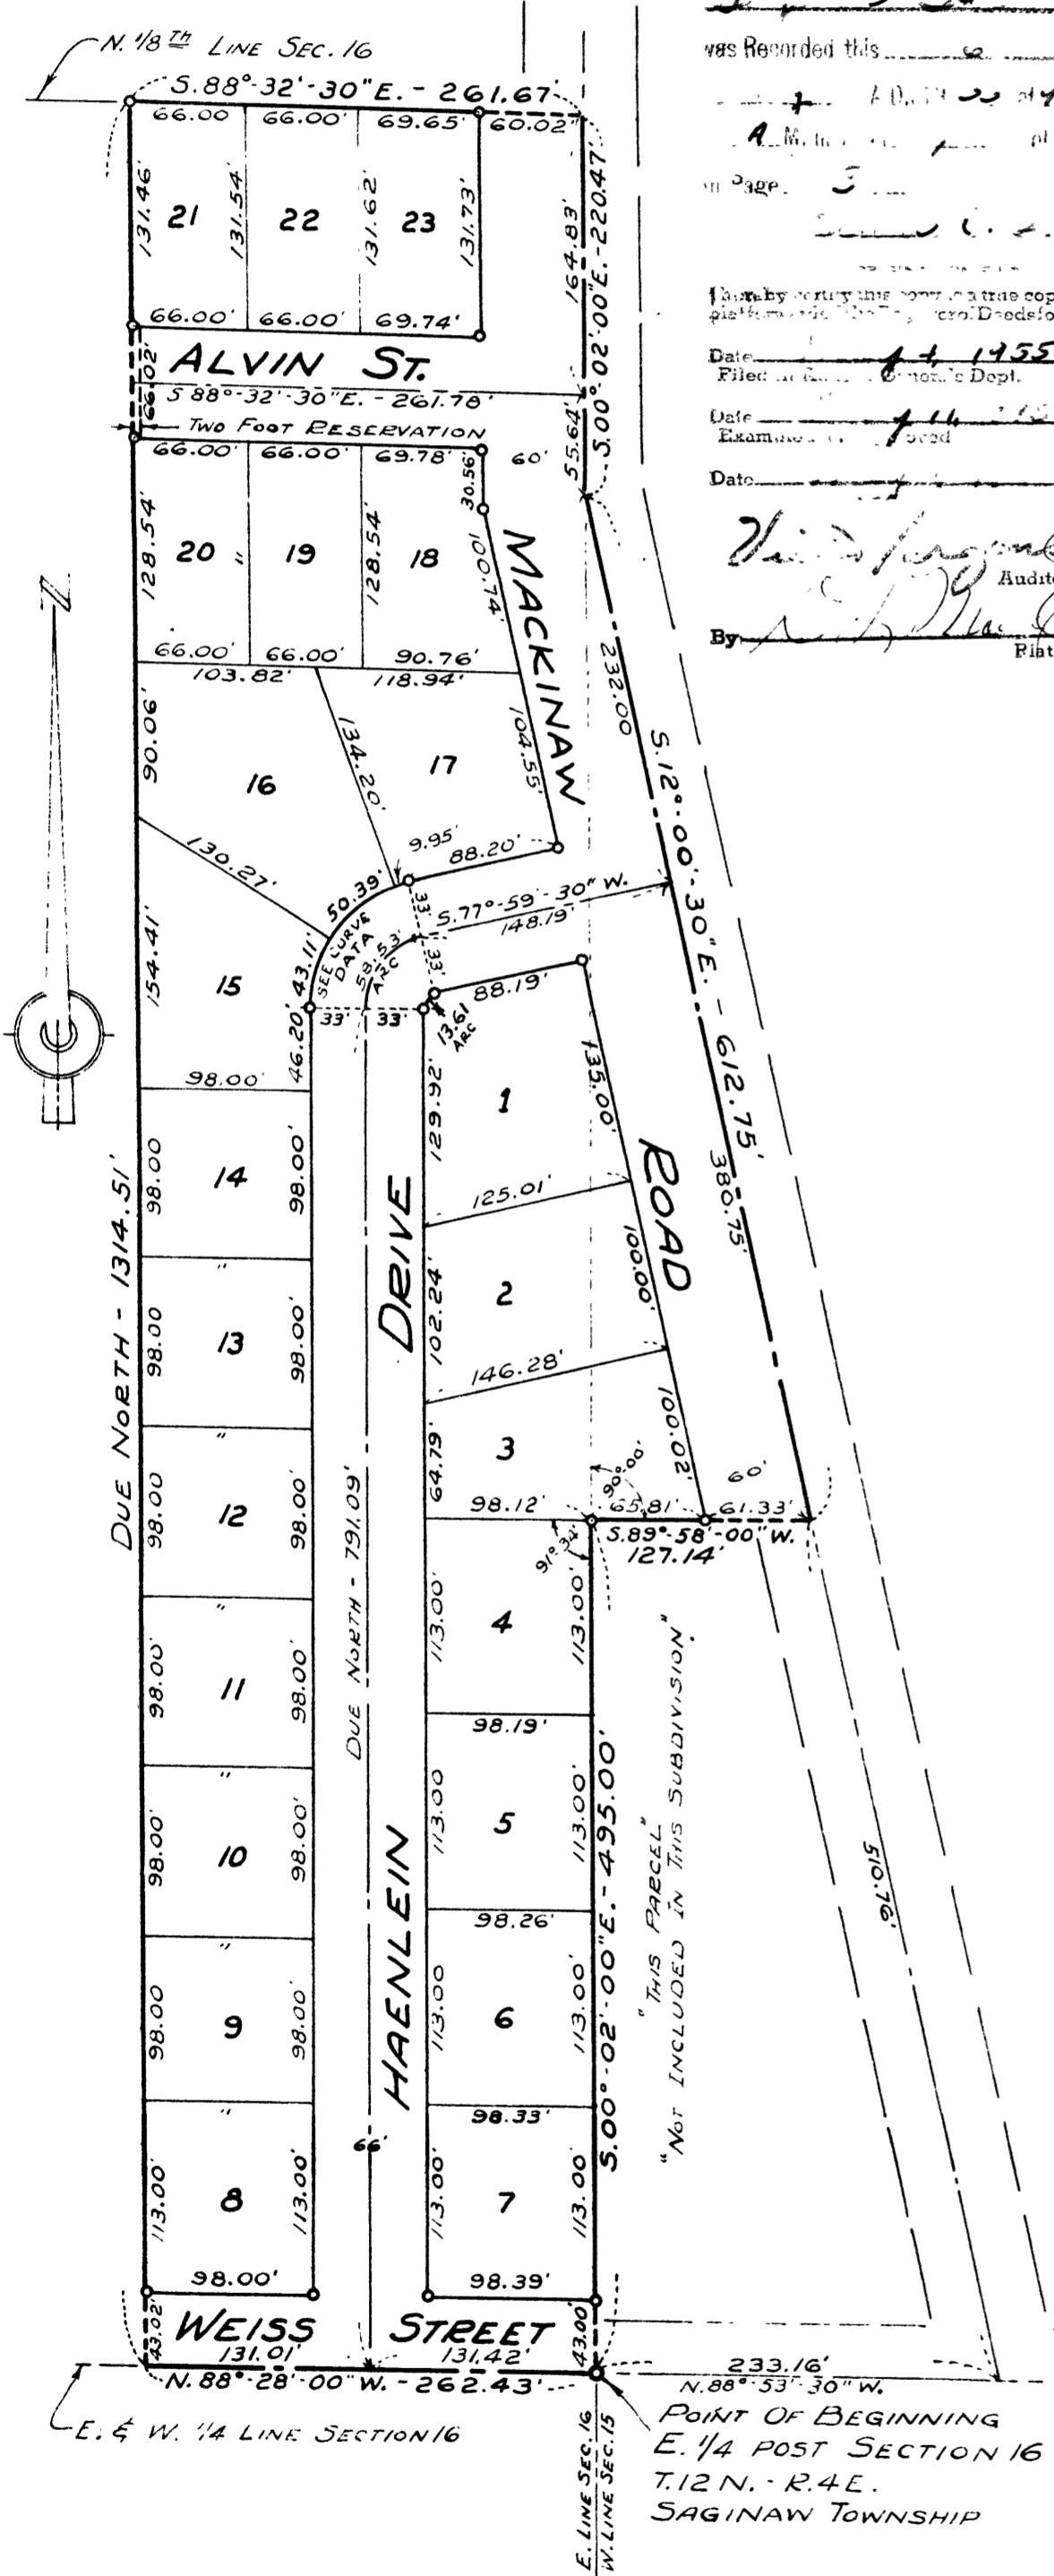 N. 1/8TH LINE SEC. 16
S.88°-32'-30"E. - 261.67'
66.00 66.00' 69.65' 60.02'
131.46' 21 131.54' 22 131.62' 23 131.73'
164.83'
S.00°-02'-00"E.-220.47'
66.00' 66.00' 69.74'
ALVIN ST.
66.02'
S 88°-32'-30"E. - 261.78'
TWO FOOT RESERVATION
55.64'
66.00' 66.00' 69.78' 60'
30.56'
128.54' 20 " 19 128.54' 18 100.74'
MACKINAW
66.00' 66.00' 90.76'
103.82' 118.94'
232.00
S.12°-00'-30"E. - 612.75'
90.06' 16 134.20' 17 104.55'
130.27'
9.95' 88.20'
50.39'
33'
S.77°-59'-30" W.
148.19'
SEE CURVE
DATA
58.53'
ARC
33'
154.41' 15 43.11'
88.19'
46.20' 33' 33'
13.61
ARC
98.00'
129.92' 1 135.00'
ROAD
380.75'
DUE NORTH - 1314.51'
98.00 14 98.00'
125.01'
"
DRIVE
98.00 13 98.00'
102.24' 2 100.00'
146.28'
"
98.00 12 98.00'
64.79' 3 100.02'
90°-00'
60'
98.12' 65.81' 61.33'
S.89°-58'-00" W.
127.14'
91°-34'
DUE NORTH - 791.09'
"
98.00' 11 98.00'
113.00' 4 113.00'
98.19'
"
98.00' 10 98.00'
113.00 5 113.00'
S.00°-02'-00"E.-495.00'
"THIS PARCEL"
"NOT INCLUDED IN THIS SUBDIVISION"
510.76'
98.26'
HAENLEIN
"
98.00 9 98.00'
113.00 6 113.00'
98.33'
"
66'
113.00' 8 113.00'
113.00' 7 113.00'
98.00' 98.39'
43.02'
WEISS STREET
43.00'
131.01' 131.42'
N.88°-28'-00" W. - 262.43'
233.16'
N.88°-53'-30" W.
E. & W. 1/4 LINE SECTION 16
E. LINE SEC. 16
W. LINE SEC. 15
POINT OF BEGINNING
E. 1/4 POST SECTION 16
T.12 N. - R.4 E.
SAGINAW TOWNSHIP
was Recorded this
Page
I hereby certify this copy is a true
Date 1955
Filed Dept.
Date
Date
By